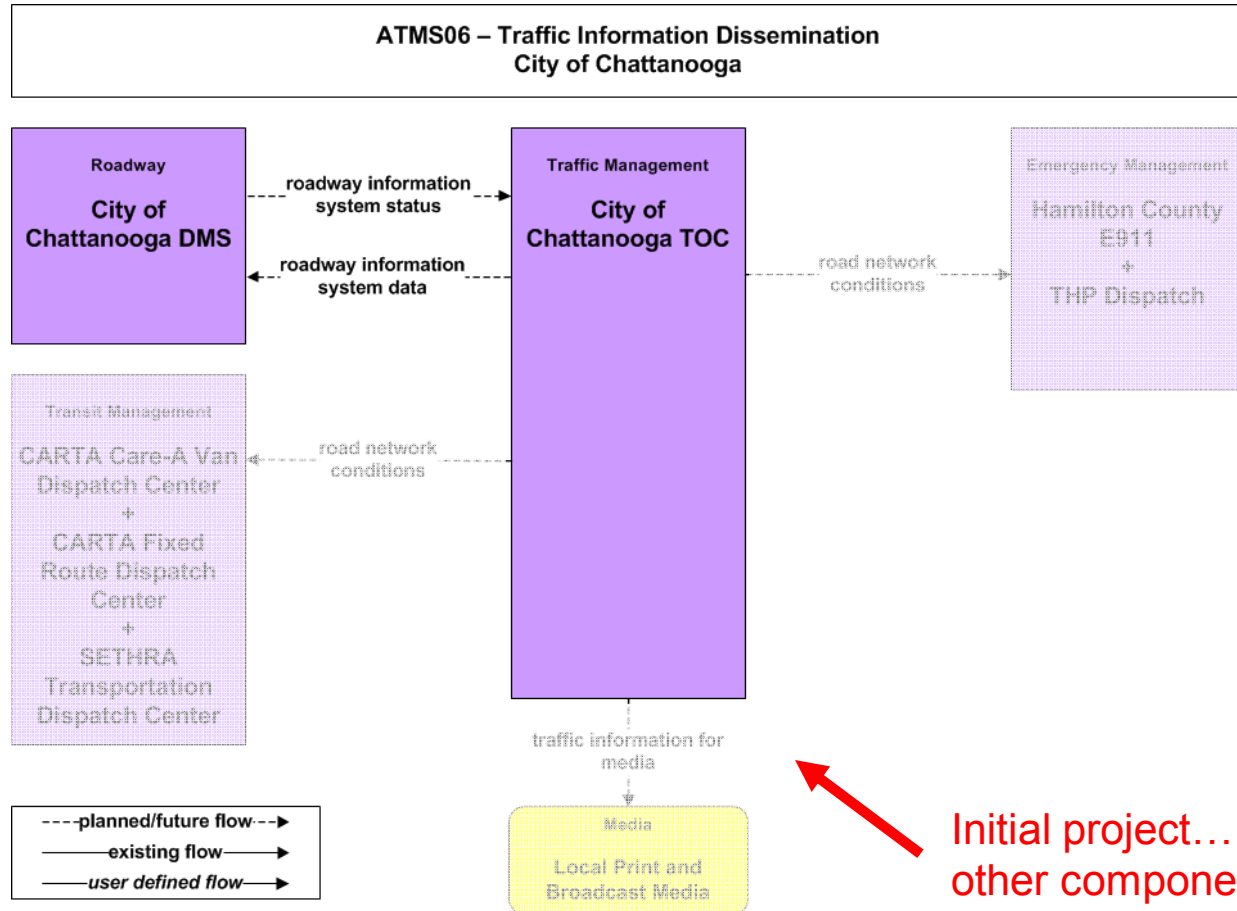 ATMS06 – Traffic Information Dissemination
City of Chattanooga
Roadway
City of
Chattanooga DMS
roadway information
system status
roadway information
system data
Traffic Management
City of
Chattanooga TOC
road network
conditions
Emergency Management
Hamilton County
E911
+
THP Dispatch
Transit Management
CARTA Care-A Van
Dispatch Center
+
CARTA Fixed
Route Dispatch
Center
+
SETHRA
Transportation
Dispatch Center
road network
conditions
traffic information for
media
Media
Local Print and
Broadcast Media
planned/future flow
existing flow
user defined flow
Initial project…
other compone